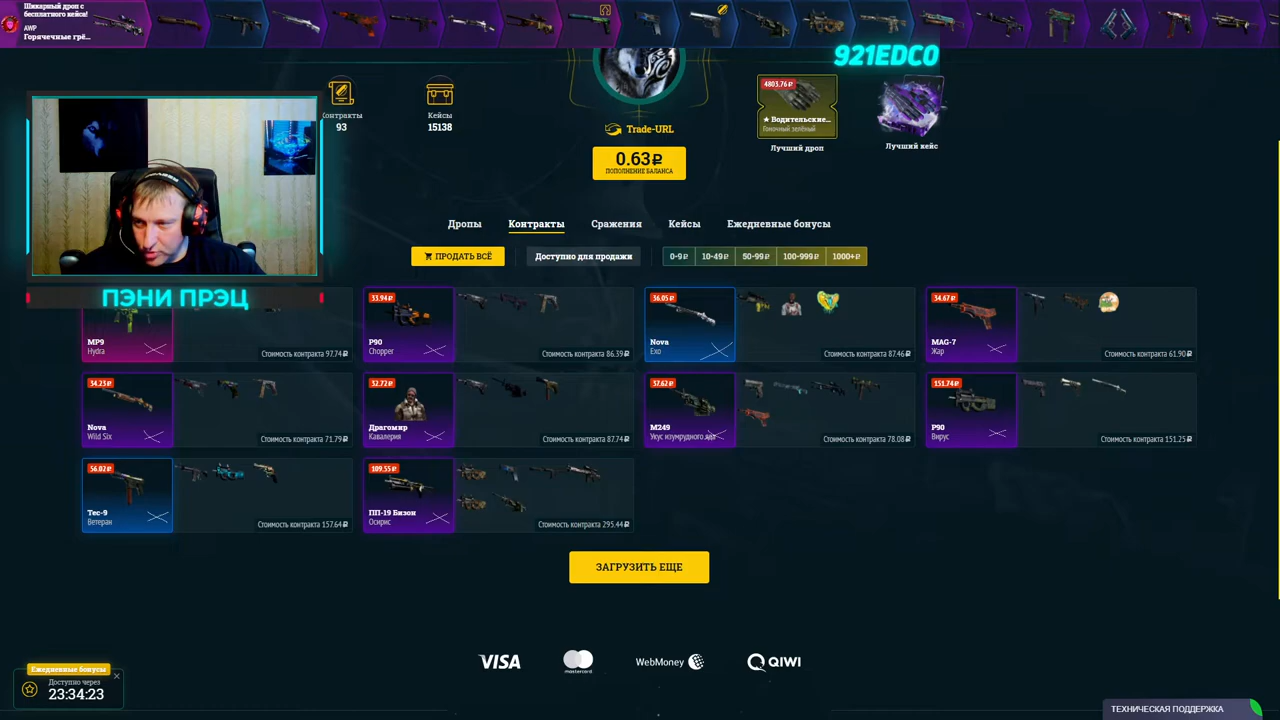 Шикарный дроп с
бесплатного кейса!
AWP
Горячечные грё...
921EDC0
Контракты
93
Кейсы
15138
Trade-URL
0.63₽
ПОПОЛНЕНИЕ БАЛАНСА
4803.76₽
★ Водительские...
Гоночный зелёный
Лучший дроп
Лучший кейс
Дропы
Контракты
Сражения
Кейсы
Ежедневные бонусы
ПРОДАТЬ ВСЁ
Доступно для продажи
0-9₽
10-49₽
50-99₽
100-999₽
1000+₽
ПЭНИ ПРЭЦ
MP9
Hydra
Стоимость контракта 97.74₽
33.94₽
P90
Chopper
Стоимость контракта 86.39₽
36.05₽
Nova
Exo
Стоимость контракта 87.46₽
34.67₽
MAG-7
Жар
Стоимость контракта 61.90₽
34.23₽
Nova
Wild Six
Стоимость контракта 71.79₽
32.72₽
Драгомир
Кавалерия
Стоимость контракта 87.74₽
37.62₽
M249
Укус изумрудного
Стоимость контракта 78.08₽
151.74₽
P90
Вирус
Стоимость контракта 151.25₽
56.02₽
Tec-9
Ветеран
Стоимость контракта 157.64₽
109.55₽
ПП-19 Бизон
Осирис
Стоимость контракта 295.44₽
ЗАГРУЗИТЬ ЕЩЕ
VISA
mastercard
WebMoney
QIWI
Ежедневные бонусы
Доступно через
23:34:23
ТЕХНИЧЕСКАЯ ПОДДЕРЖКА